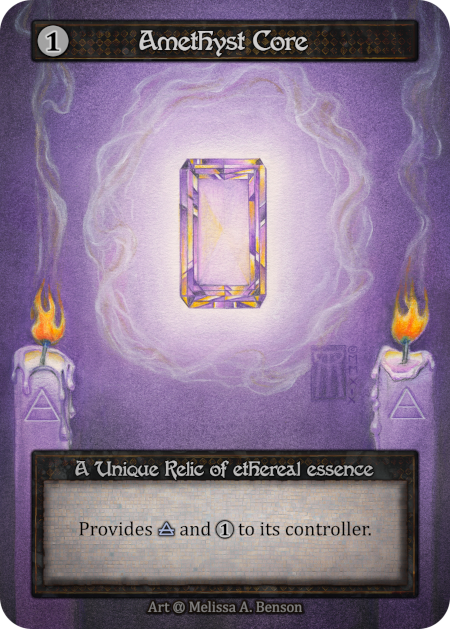 1
Amethyst Core
A Unique Relic of ethereal essence
Provides 🜁 and 1 to its controller.
Art @ Melissa A. Benson